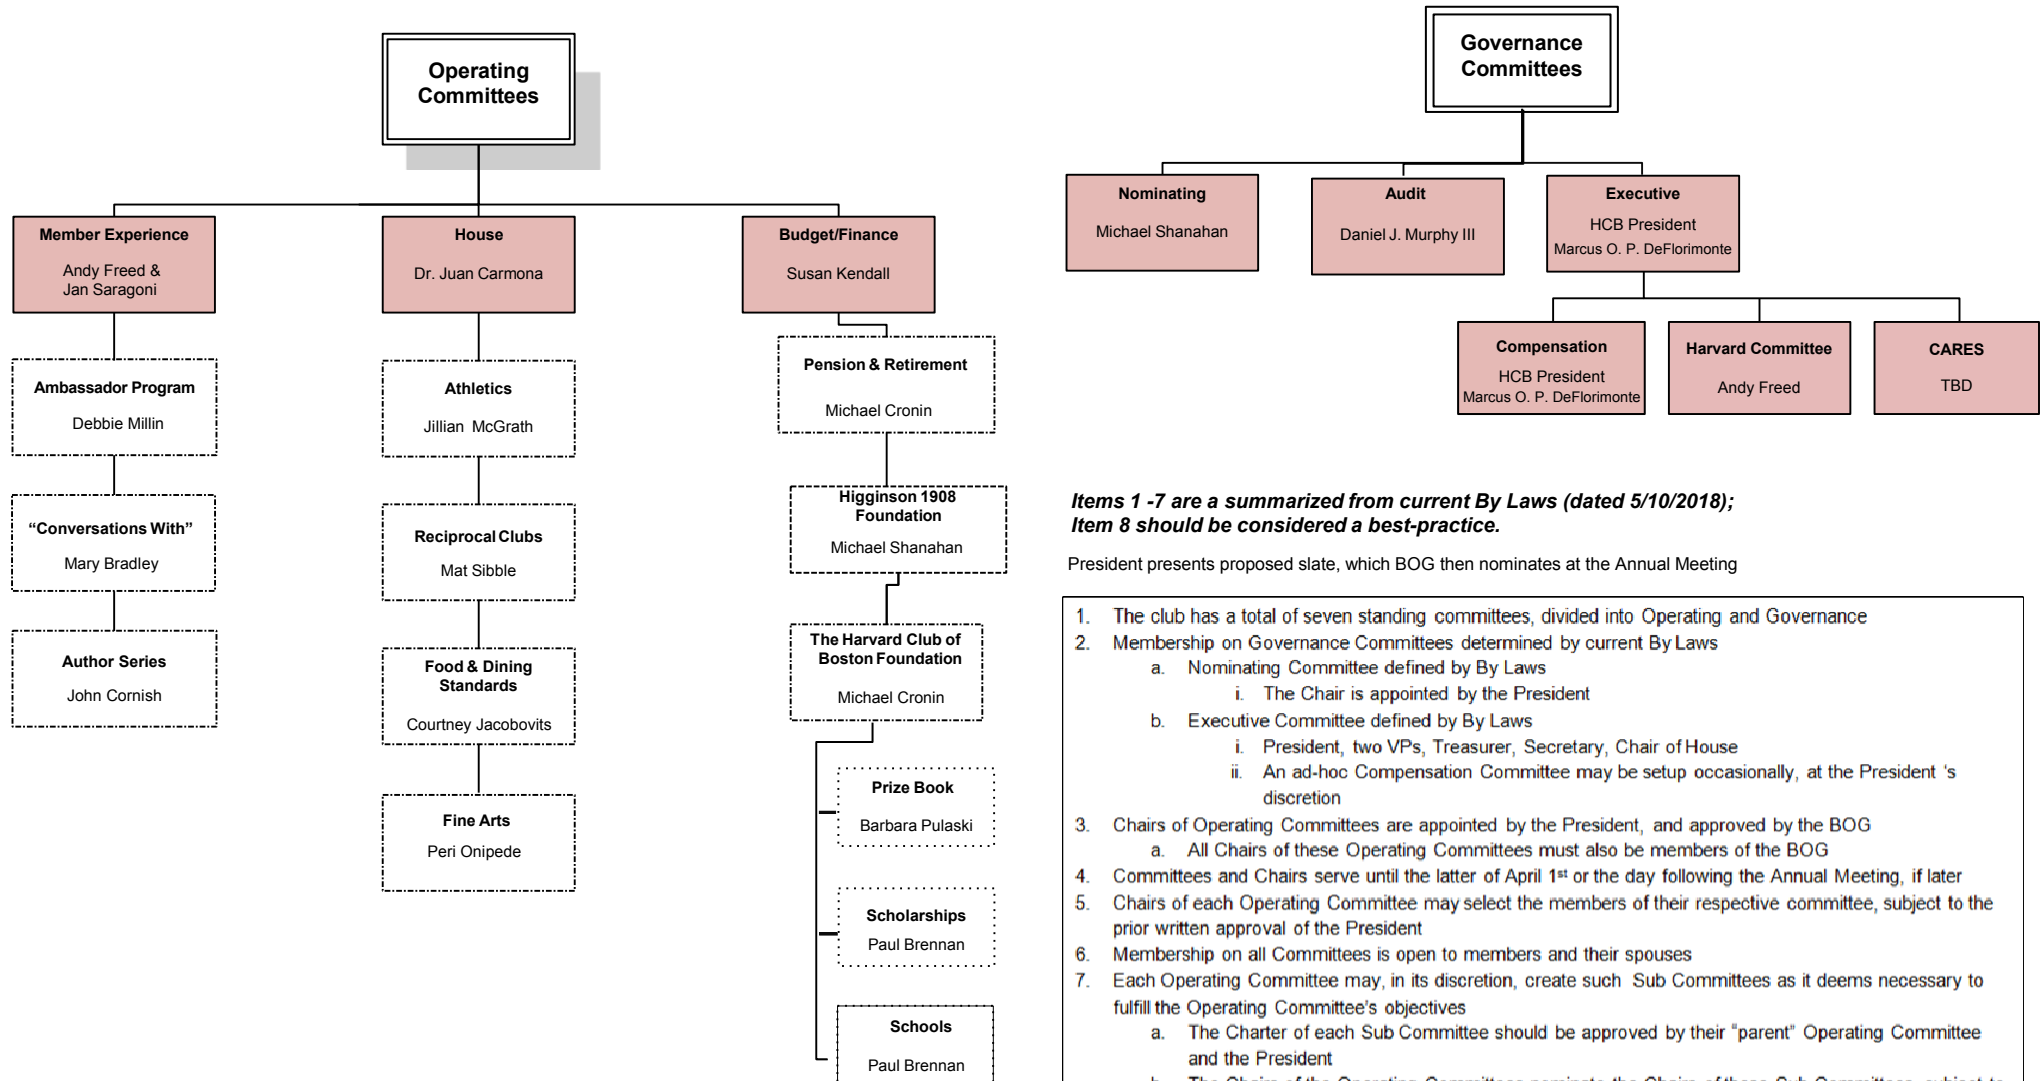 Operating
Committees
Member Experience
Andy Freed &
Jan Saragoni
Ambassador Program
Debbie Millin
“Conversations With”
Mary Bradley
Author Series
John Cornish
House
Dr. Juan Carmona
Athletics
Jillian McGrath
Reciprocal Clubs
Mat Sibble
Food & Dining
Standards
Courtney Jacobovits
Fine Arts
Peri Onipede
Budget/Finance
Susan Kendall
Pension & Retirement
Michael Cronin
Higginson 1908
Foundation
Michael Shanahan
The Harvard Club of
Boston Foundation
Michael Cronin
Prize Book
Barbara Pulaski
Scholarships
Paul Brennan
Schools
Paul Brennan
Governance
Committees
Nominating
Michael Shanahan
Audit
Daniel J. Murphy III
Executive
HCB President
Marcus O. P. DeFlorimonte
Compensation
HCB President
Marcus O. P. DeFlorimonte
Harvard Committee
Andy Freed
CARES
TBD
Items 1 -7 are a summarized from current By Laws (dated 5/10/2018);
Item 8 should be considered a best-practice.
President presents proposed slate, which BOG then nominates at the Annual Meeting
1. The club has a total of seven standing committees, divided into Operating and Governance
2. Membership on Governance Committees determined by current By Laws
a. Nominating Committee defined by By Laws
i. The Chair is appointed by the President
b. Executive Committee defined by By Laws
i. President, two VPs, Treasurer, Secretary, Chair of House
ii. An ad-hoc Compensation Committee may be setup occasionally, at the President ‘s
discretion
3. Chairs of Operating Committees are appointed by the President, and approved by the BOG
a. All Chairs of these Operating Committees must also be members of the BOG
4. Committees and Chairs serve until the latter of April 1st or the day following the Annual Meeting, if later
5. Chairs of each Operating Committee may select the members of their respective committee, subject to the
prior written approval of the President
6. Membership on all Committees is open to members and their spouses
7. Each Operating Committee may, in its discretion, create such Sub Committees as it deems necessary to
fulfill the Operating Committee’s objectives
a. The Charter of each Sub Committee should be approved by their “parent” Operating Committee
and the President
b. The Chairs of the Operating Committees nominate the Chairs of these Sub Committees, subject to